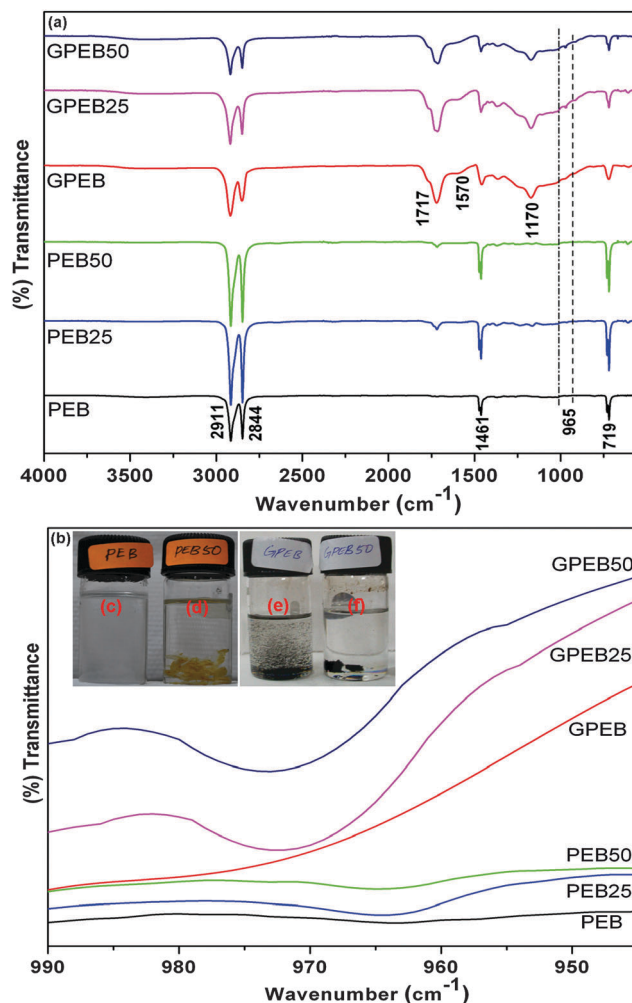 (a)
GPEB50
GPEB25
GPEB
1717
1570
1170
PEB50
PEB25
PEB
2911
2844
1461
965
719
(%) Transmittance
4000 3500 3000 2500 2000 1500 1000
Wavenumber (cm⁻¹)
(b)
PEB
PEB50
GPEB
GPEB50
(c)
(d)
(e)
(f)
GPEB50
GPEB25
GPEB
PEB50
PEB25
PEB
(%) Transmittance
990 980 970 960 950
Wavenumber (cm⁻¹)